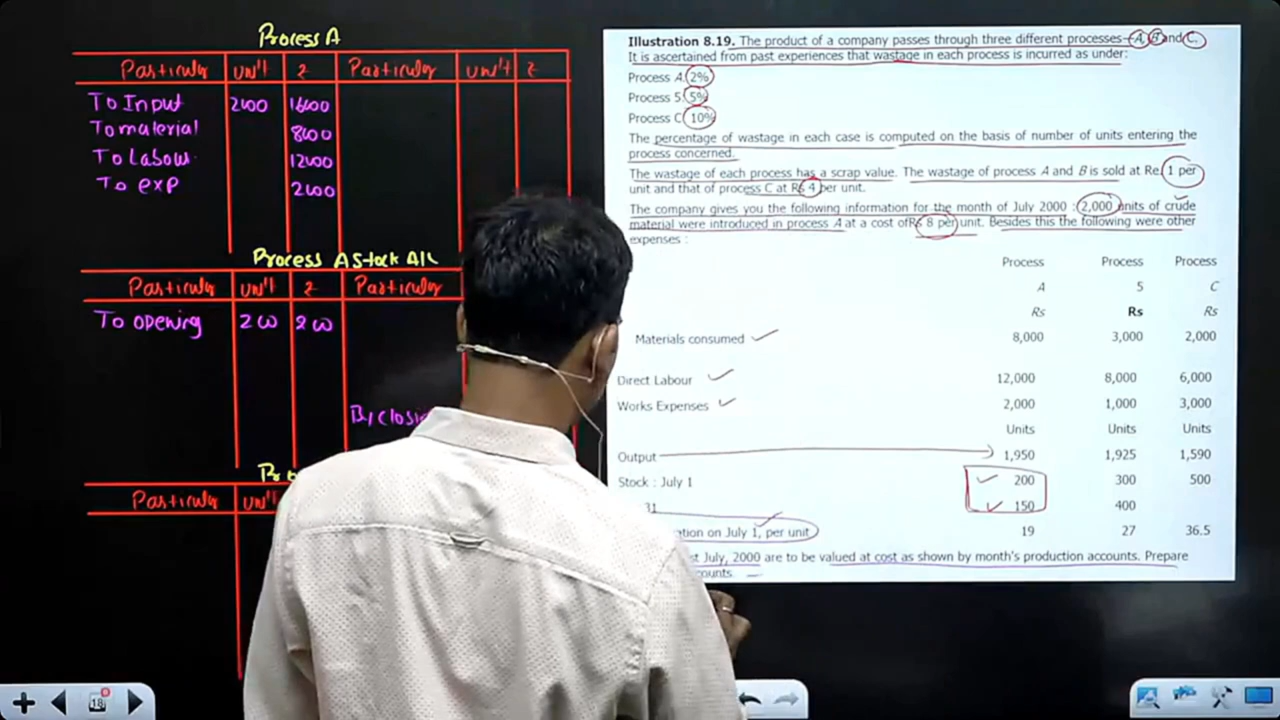 Process A
Particular Unit ₹ Particular Unit ₹
To Input 2000 16000
To material 8000
To Labour 12000
To exp 2000
Process A Stock A/c
Particular Unit ₹ Particular
To opening 200
By closi
Particular Unit
Illustration 8.19. The product of a company passes through three different processes—A, B and C.
It is ascertained from past experiences that wastage in each process is incurred as under:
Process A 2%
Process 5. 5%
Process C 10%
The percentage of wastage in each case is computed on the basis of number of units entering the
process concerned.
The wastage of each process has a scrap value. The wastage of process A and B is sold at Re. 1 per
unit and that of process C at Rs 4 per unit.
The company gives you the following information for the month of July 2000 : 2,000 units of crude
material were introduced in process A at a cost ofRs 8 per unit. Besides this the following were other
expenses :
Process Process Process
A 5 C
Rs Rs Rs
Materials consumed 8,000 3,000 2,000
Direct Labour 12,000 8,000 6,000
Works Expenses 2,000 1,000 3,000
Units Units Units
Output 1,950 1,925 1,590
Stock : July 1 200 300 500
31 150 400
ation on July 1, per unit 19 27 36.5
st July, 2000 are to be valued at cost as shown by month's production accounts. Prepare
ounts
18